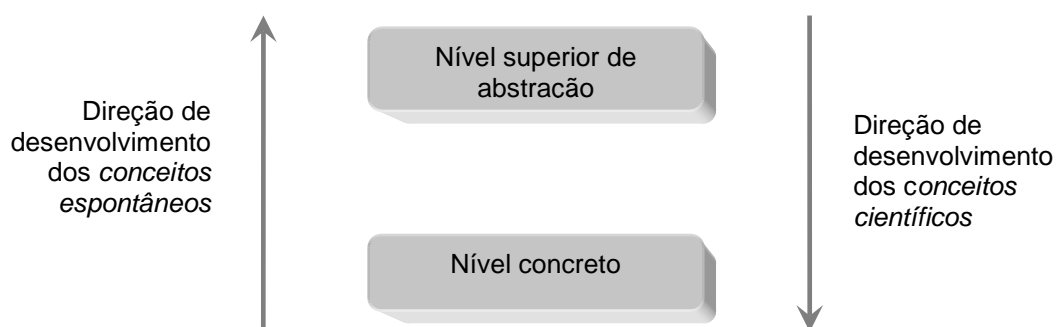 Nível superior de
abstracão
Direção de
desenvolvimento
dos conceitos
espontâneos
Direção de
desenvolvimento
dos conceitos
científicos
Nível concreto